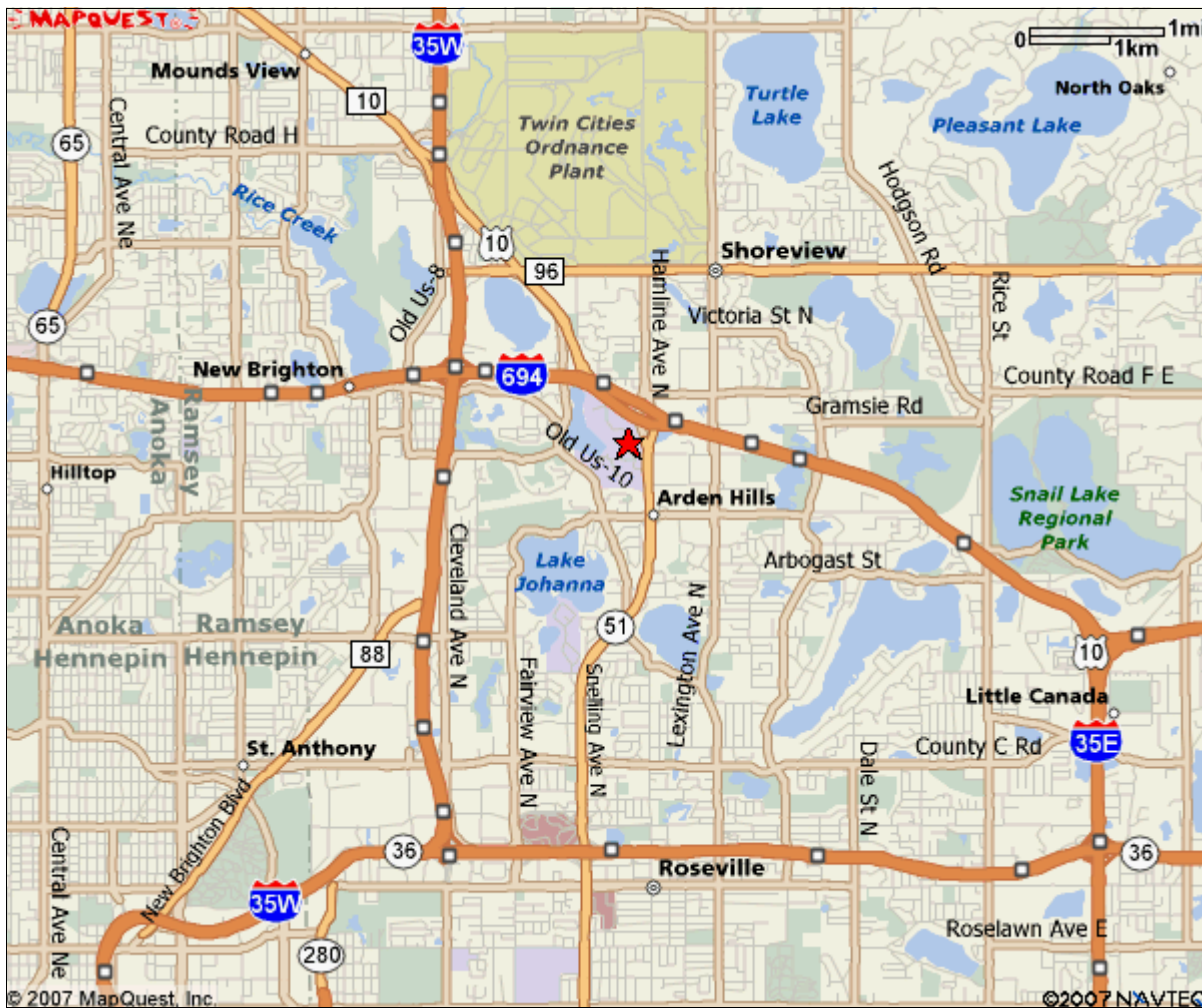 MAPQUEST
35W
0 1mi
1km
Mounds View
10
Turtle
Lake
North Oaks
Pleasant Lake
Central Ave Ne
65
County Road H
Twin Cities
Ordnance
Plant
Hodgson Rd
Rice Creek
10
96
Shoreview
Hamline Ave N
Old Us-8
Rice St
65
Victoria St N
New Brighton
694
County Road F E
Gramsie Rd
Anoka
Ramsey
Old Us-10
Hilltop
Arden Hills
Snail Lake
Regional
Park
Cleveland Ave N
Lake
Johanna
Arbogast St
Lexington Ave N
Anoka
Hennepin
Ramsey
Hennepin
51
88
10
Fairview Ave N
Snelling Ave N
Little Canada
St. Anthony
County C Rd
35E
Dale St N
New Brighton Blvd
36
36
Central Ave Ne
Roseville
35W
Roselawn Ave E
280
© 2007 MapQuest, Inc.
©2007 NAVTEQ